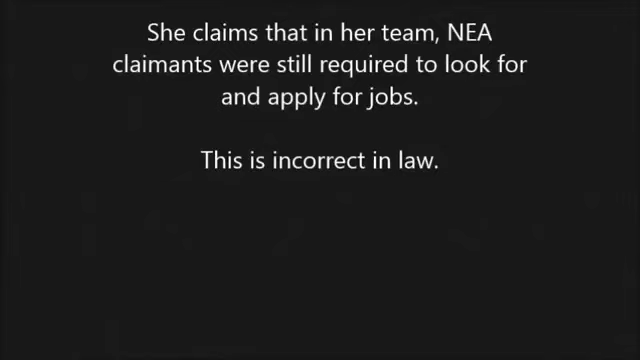 She claims that in her team, NEA
claimants were still required to look for
and apply for jobs.
This is incorrect in law.